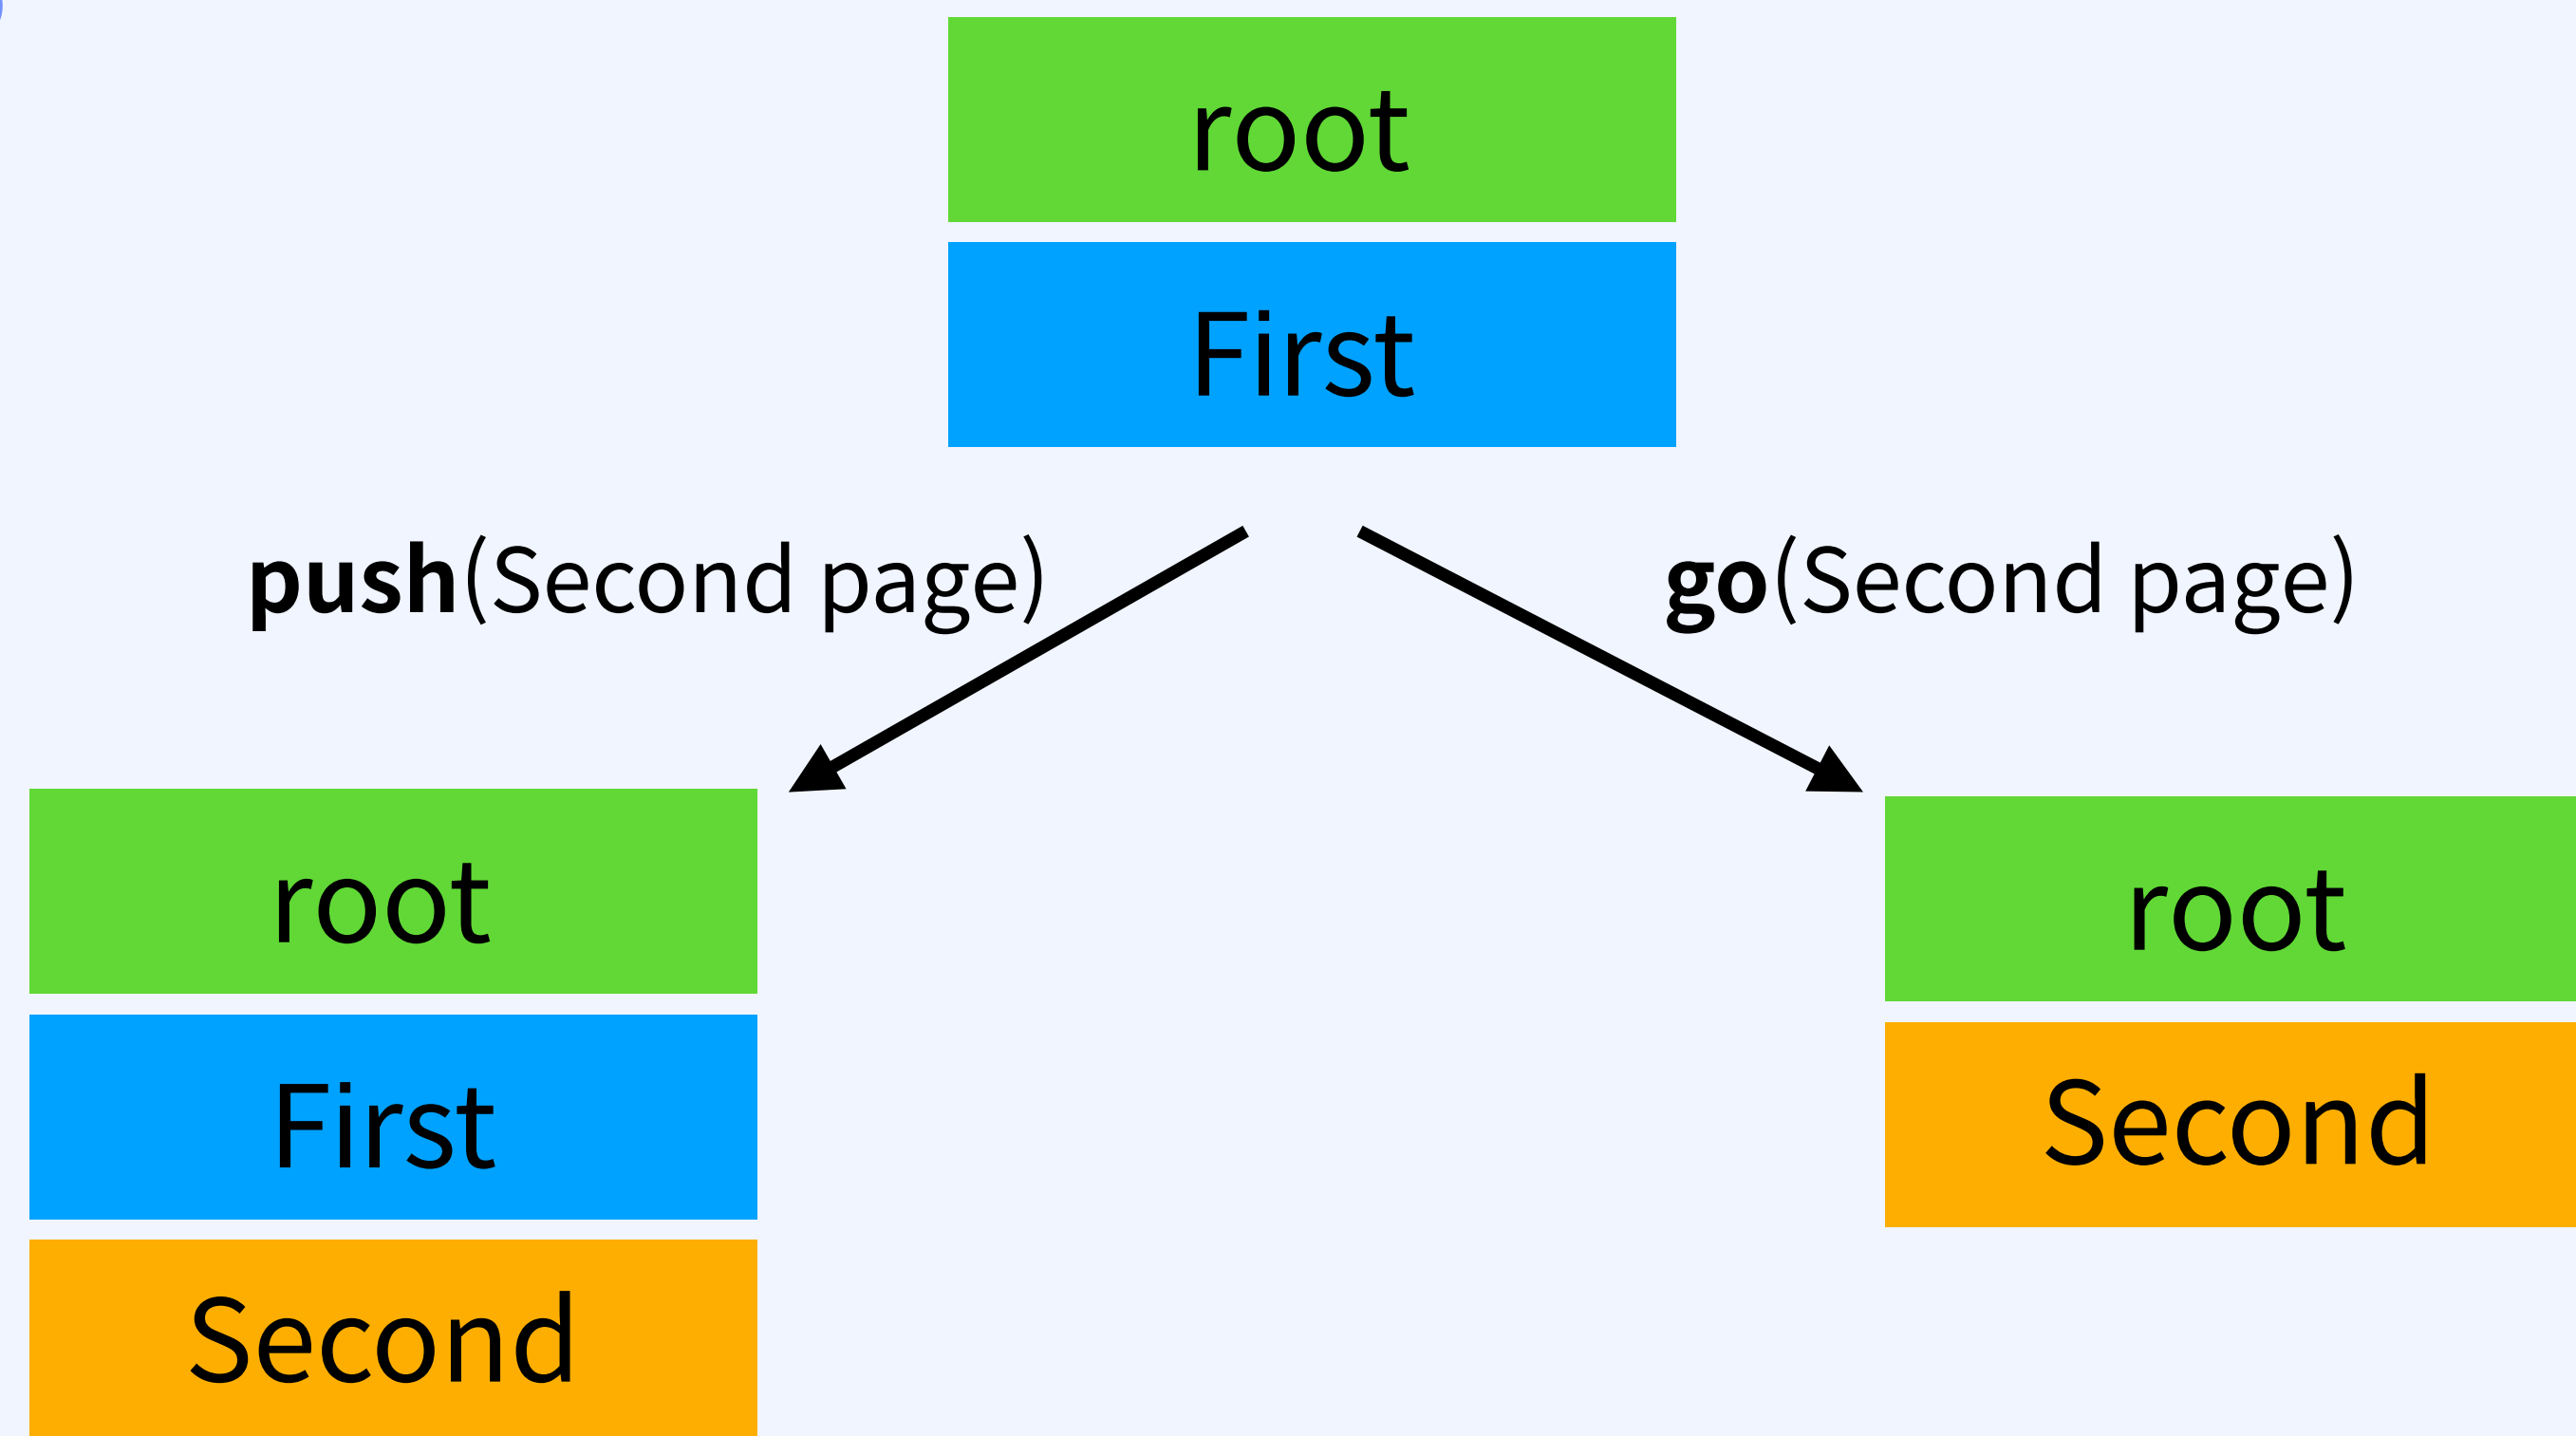 root
First
push(Second page)
go(Second page)
root
First
Second
root
Second